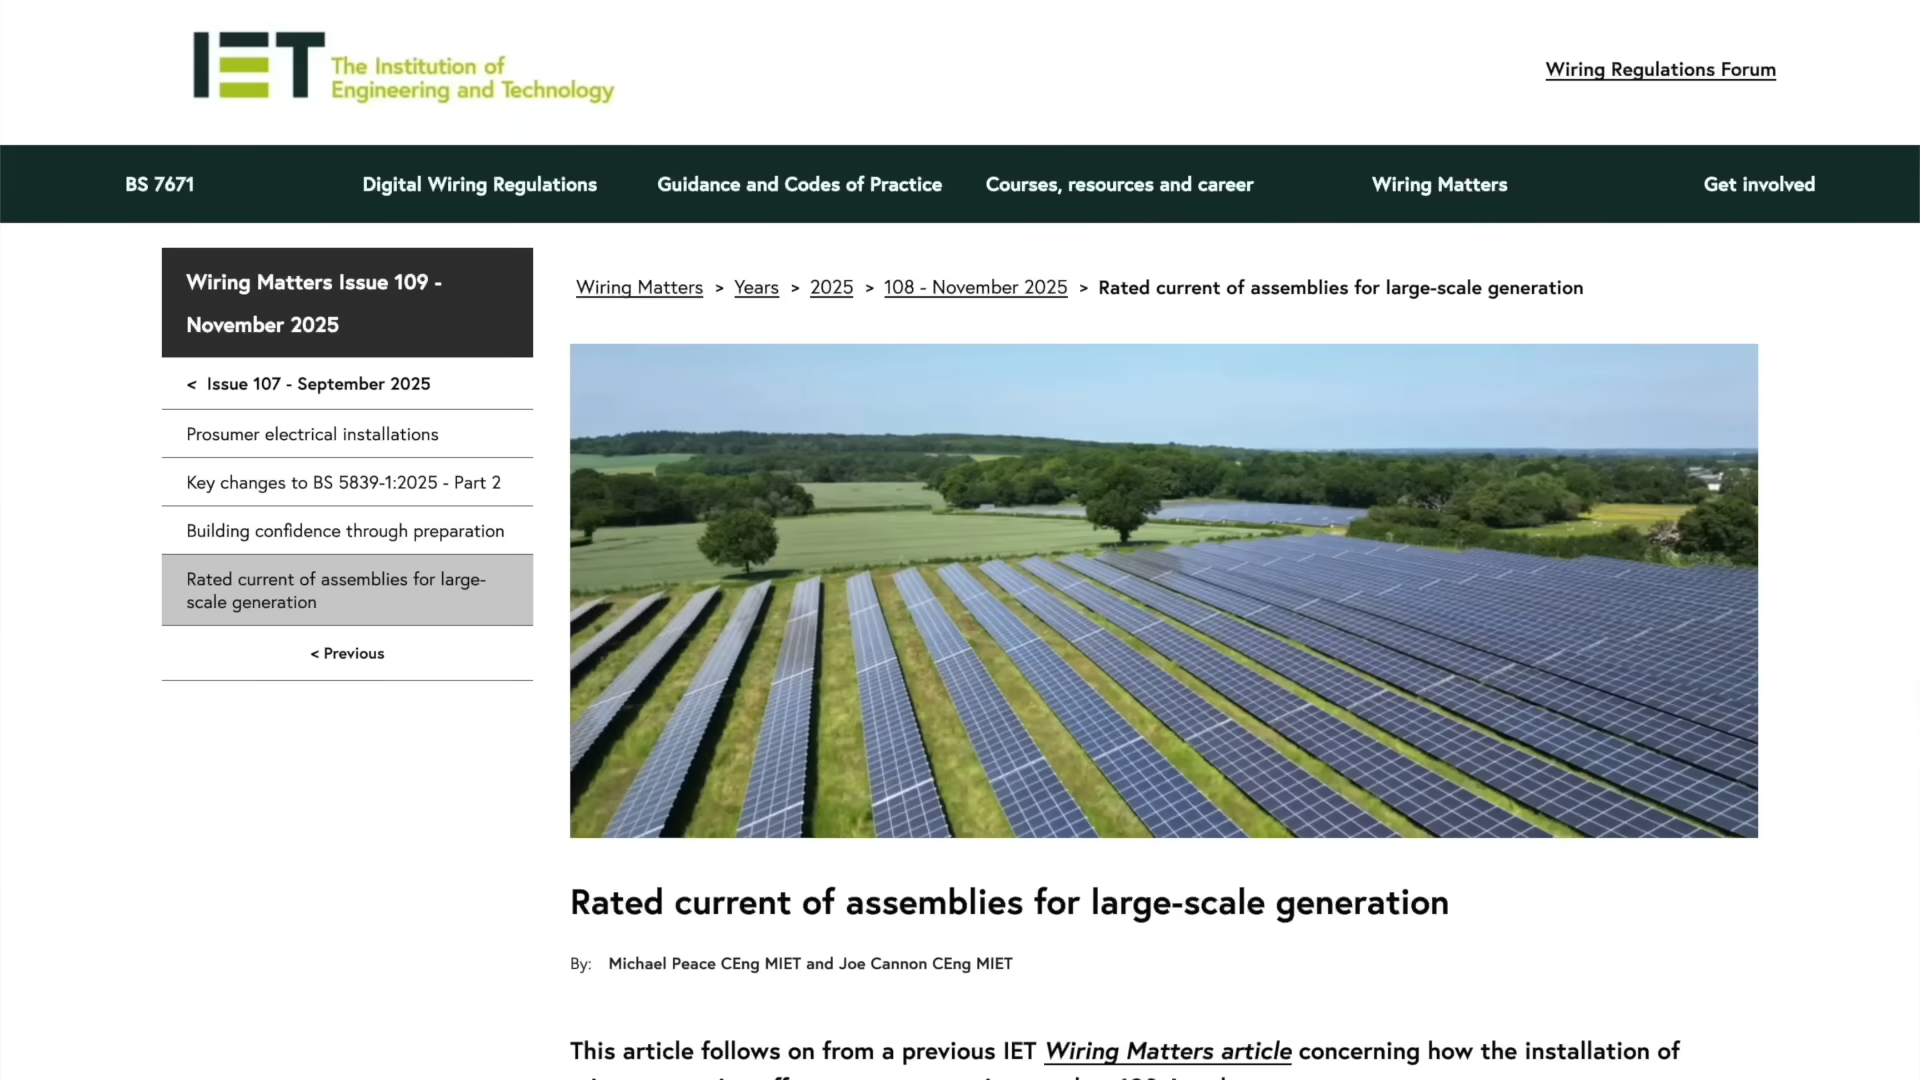 IET The Institution of
Engineering and Technology
Wiring Regulations Forum
BS 7671
Digital Wiring Regulations
Guidance and Codes of Practice
Courses, resources and career
Wiring Matters
Get involved
Wiring Matters Issue 109 -
November 2025
< Issue 107 - September 2025
Prosumer electrical installations
Key changes to BS 5839-1:2025 - Part 2
Building confidence through preparation
Rated current of assemblies for large-
scale generation
< Previous
Wiring Matters > Years > 2025 > 108 - November 2025 > Rated current of assemblies for large-scale generation
Rated current of assemblies for large-scale generation
By: Michael Peace CEng MIET and Joe Cannon CEng MIET
This article follows on from a previous IET Wiring Matters article concerning how the installation of